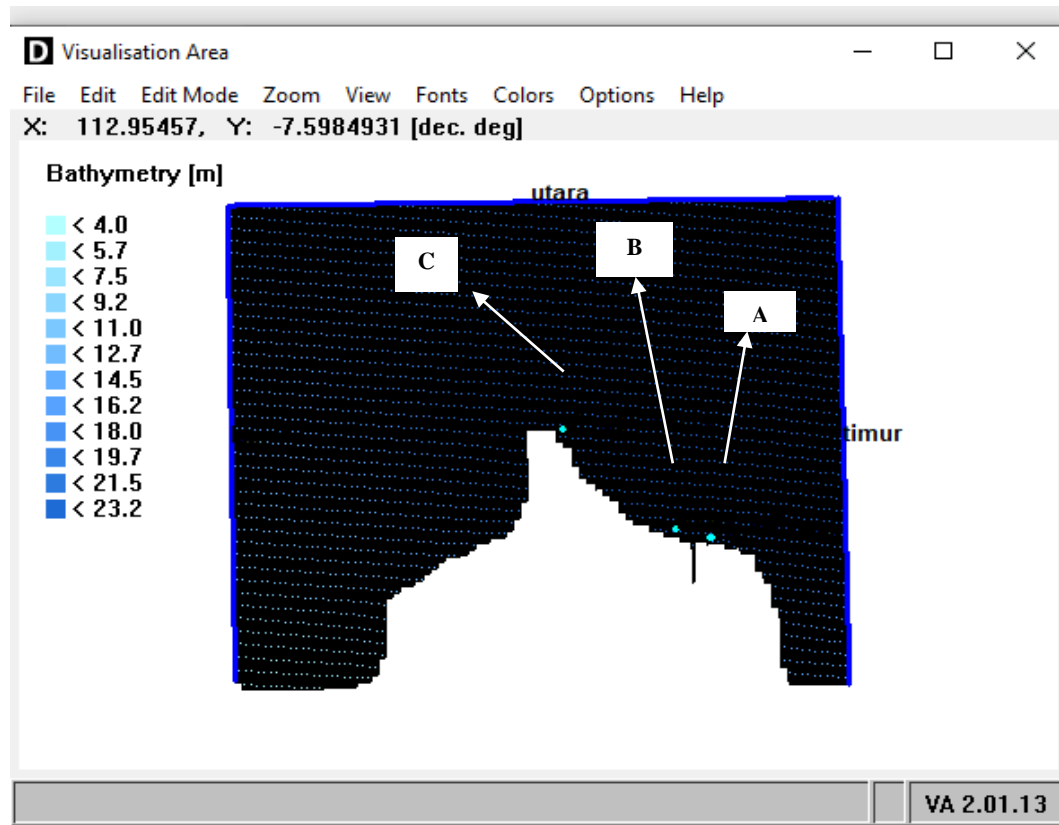 D Visualisation Area
File Edit Edit Mode Zoom View Fonts Colors Options Help
X: 112.95457, Y: -7.5984931 [dec. deg]
Bathymetry [m]
utara
< 4.0
< 5.7
< 7.5
< 9.2
< 11.0
< 12.7
< 14.5
< 16.2
< 18.0
< 19.7
< 21.5
< 23.2
C
B
A
timur
VA 2.01.13